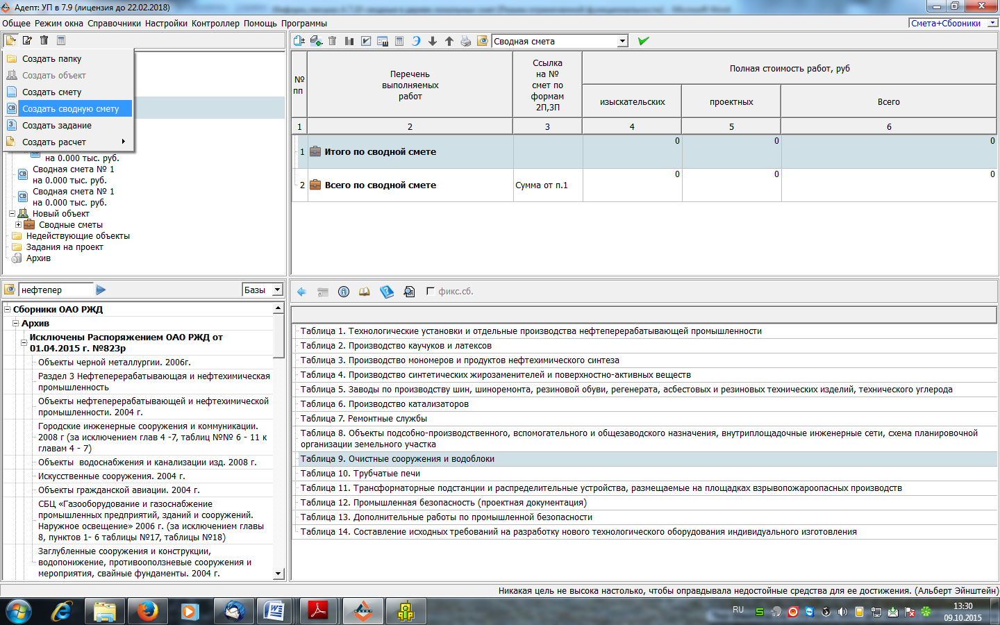 Адепт: УП в 7.9 (лицензия до 22.02.2018)
Общее Режим окна Справочники Настройки Контроллер Помощь Программы
Смета+Сборники
Создать папку
Создать объект
Создать смету
Создать сводную смету
Создать задание
Создать расчет
на 0.000 тыс. руб.
Сводная смета № 1
на 0.000 тыс. руб.
Сводная смета № 1
на 0.000 тыс. руб.
Новый объект
Сводные сметы
Недействующие объекты
Задания на проект
Архив
Сводная смета
№ пп
Перечень
выполняемых
работ
Ссылка
на №
смет по
формам
2П,3П
Полная стоимость работ, руб
изыскательских проектных Всего
1 2 3 4 5 6
1 Итого по сводной смете 0 0 0
2 Всего по сводной смете Сумма от п.1 0 0 0
нефтепер
Базы
Сборники ОАО РЖД
Архив
Исключены Распоряжением ОАО РЖД от
01.04.2015 г. №823р
Объекты черной металлургии. 2006г.
Раздел 3 Нефтеперерабатывающая и нефтехимическая
промышленность
Объекты нефтеперерабатывающей и нефтехимической
промышленности. 2004 г.
Городские инженерные сооружения и коммуникации.
2008 г (за исключением глав 4 -7, таблиц №№ 6 - 11 к
главам 4 - 7)
Объекты водоснабжения и канализации изд. 2008 г.
Искусственные сооружения. 2004 г.
Объекты гражданской авиации. 2004 г.
СБЦ «Газооборудование и газоснабжение
промышленных предприятий, зданий и сооружений.
Наружное освещение» 2006 г. (за исключением главы
8, пунктов 1- 6 таблицы №17, таблицы №18)
Заглубленные сооружения и конструкции,
водопонижение, противооползневые сооружения и
мероприятия, свайные фундаменты. 2004 г.
фикс.сб.
Таблица 1. Технологические установки и отдельные производства нефтеперерабатывающей промышленности
Таблица 2. Производство каучуков и латексов
Таблица 3. Производство мономеров и продуктов нефтехимического синтеза
Таблица 4. Производство синтетических жирозаменителей и поверхностно-активных веществ
Таблица 5. Заводы по производству шин, шиноремонта, резиновой обуви, регенерата, асбестовых и резиновых технических изделий, технического углерода
Таблица 6. Производство катализаторов
Таблица 7. Ремонтные службы
Таблица 8. Объекты подсобно-производственного, вспомогательного и общезаводского назначения, внутриплощадочные инженерные сети, схема планировочной
организации земельного участка
Таблица 9. Очистные сооружения и водоблоки
Таблица 10. Трубчатые печи
Таблица 11. Трансформаторные подстанции и распределительные устройства, размещаемые на площадках взрывопожароопасных производств
Таблица 12. Промышленная безопасность (проектная документация)
Таблица 13. Дополнительные работы по промышленной безопасности
Таблица 14. Составление исходных требований на разработку нового технологического оборудования индивидуального изготовления
Никакая цель не высока настолько, чтобы оправдывала недостойные средства для ее достижения. (Альберт Эйнштейн)
RU
13:30
09.10.2015